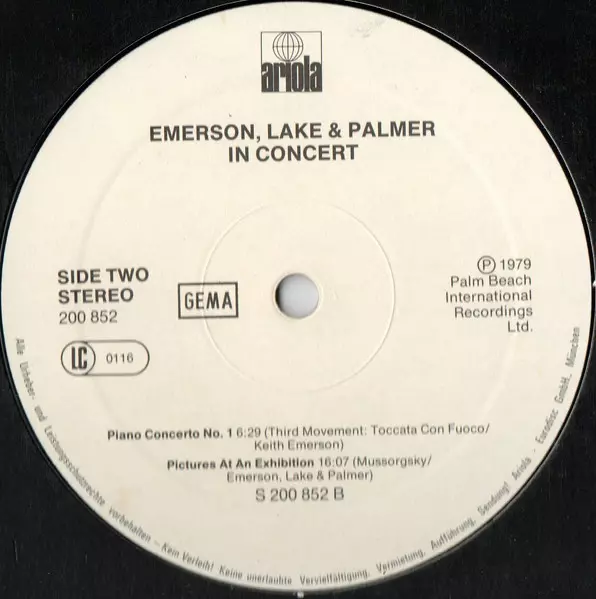 ariola
EMERSON, LAKE & PALMER
IN CONCERT
SIDE TWO
STEREO
200 852
GEMA
LC 0116
Ⓟ 1979
Palm Beach
International
Recordings
Ltd.
Piano Concerto No. 1 6:29 (Third Movement: Toccata Con Fuoco/
Keith Emerson)
Pictures At An Exhibition 16:07 (Mussorgsky/
Emerson, Lake & Palmer)
S 200 852 B
Alle Urheber- und Leistungsschutzrechte vorbehalten – Kein Verleih! Keine unerlaubte Vervielfältigung, Vermietung, Aufführung, Sendung! Ariola - Eurodisc GmbH. München